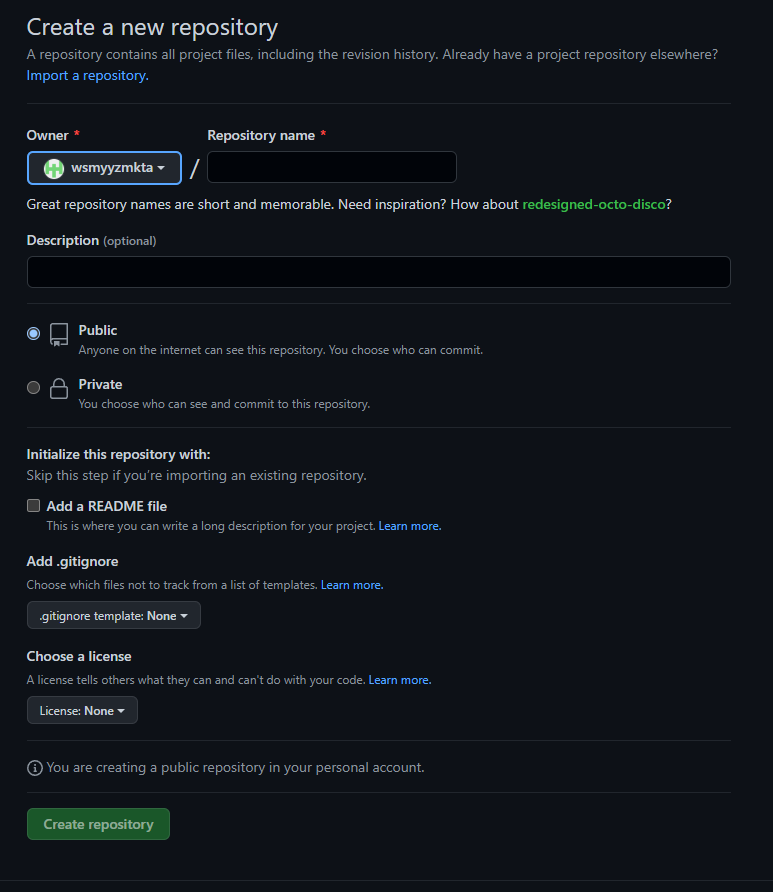 Create a new repository
A repository contains all project files, including the revision history. Already have a project repository elsewhere?
Import a repository.
Owner * Repository name *
wsmyyzmkta /
Great repository names are short and memorable. Need inspiration? How about redesigned-octo-disco?
Description (optional)
Public
Anyone on the internet can see this repository. You choose who can commit.
Private
You choose who can see and commit to this repository.
Initialize this repository with:
Skip this step if you're importing an existing repository.
Add a README file
This is where you can write a long description for your project. Learn more.
Add .gitignore
Choose which files not to track from a list of templates. Learn more.
.gitignore template: None
Choose a license
A license tells others what they can and can't do with your code. Learn more.
License: None
You are creating a public repository in your personal account.
Create repository